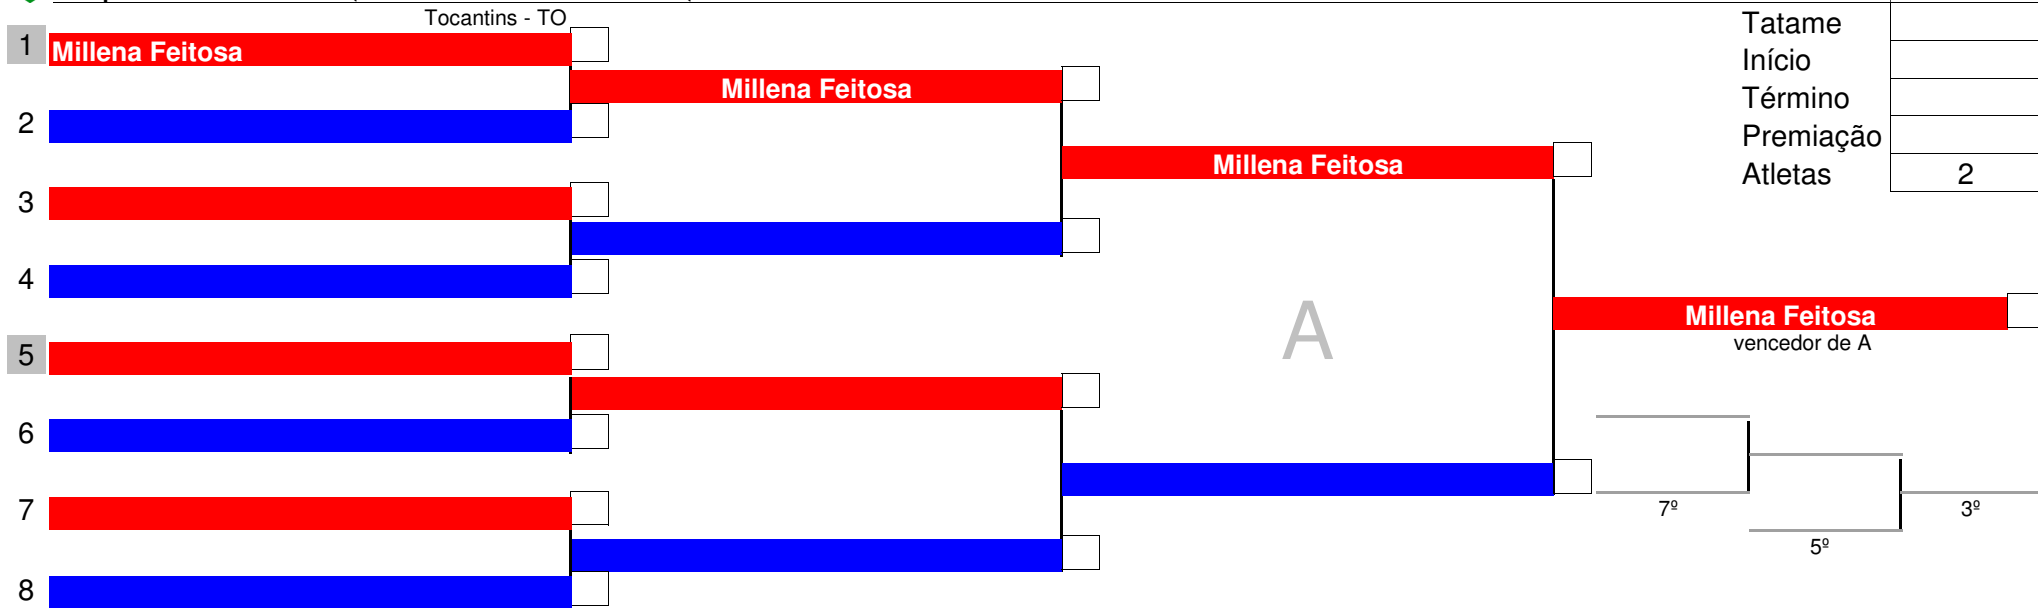 Tocantins - TO
Tatame
1 Millena Feitosa
Início
Millena Feitosa
Término
2
Premiação
Millena Feitosa
Atletas 2
3
4
A
Millena Feitosa
vencedor de A
5
6
7
7º
3º
5º
8